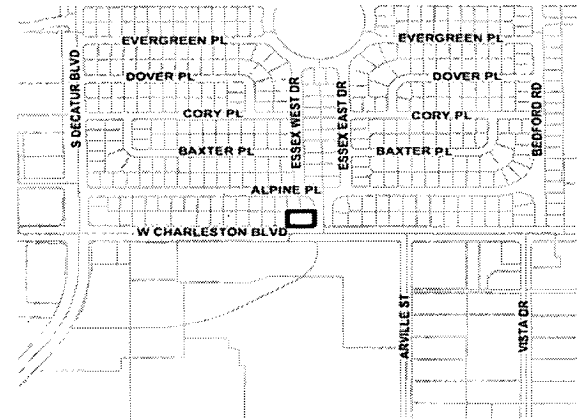 EVERGREEN PL
EVERGREEN PL
S DECATUR BLVD
DOVER PL
DOVER PL
ESSEX WEST DR
ESSEX EAST DR
BEDFORD RD
CORY PL
CORY PL
BAXTER PL
BAXTER PL
ALPINE PL
W CHARLESTON BLVD
ARVILLE ST
VISTA DR